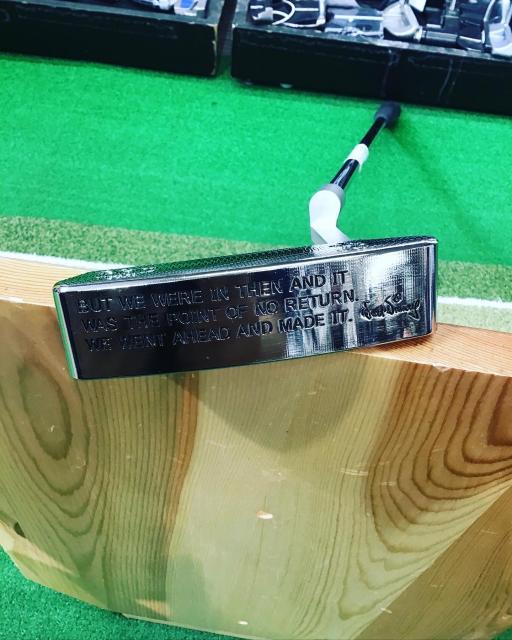 BUT WE WERE IN THEN AND IT
WAS THE POINT OF NO RETURN.
WE WENT AHEAD AND MADE IT.